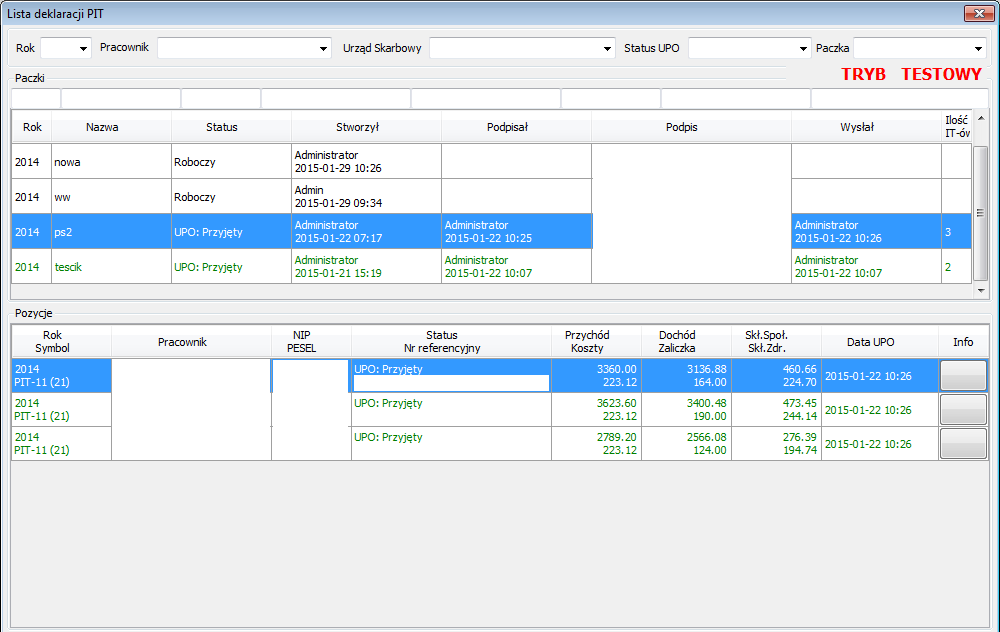 Lista deklaracji PIT
Rok Pracownik Urząd Skarbowy Status UPO Paczka
TRYB TESTOWY
Paczki
Rok Nazwa Status Stworzył Podpisał Podpis Wysłał Ilość
IT-ów
2014 nowa Roboczy Administrator
2015-01-29 10:26
2014 ww Roboczy Admin
2015-01-29 09:34
2014 ps2 UPO: Przyjęty Administrator Administrator Administrator 3
2015-01-22 07:17 2015-01-22 10:25 2015-01-22 10:26
2014 tescik UPO: Przyjęty Administrator Administrator Administrator 2
2015-01-21 15:19 2015-01-22 10:07 2015-01-22 10:07
Pozycje
Rok Pracownik NIP Status Przychód Dochód Skł.Społ. Data UPO Info
Symbol PESEL Nr referencyjny Koszty Zaliczka Skł.Zdr.
2014 UPO: Przyjęty 3360.00 3136.88 460.66 2015-01-22 10:26
PIT-11 (21) 223.12 164.00 224.70
2014 UPO: Przyjęty 3623.60 3400.48 473.45 2015-01-22 10:26
PIT-11 (21) 223.12 190.00 244.14
2014 UPO: Przyjęty 2789.20 2566.08 276.39 2015-01-22 10:26
PIT-11 (21) 223.12 124.00 194.74